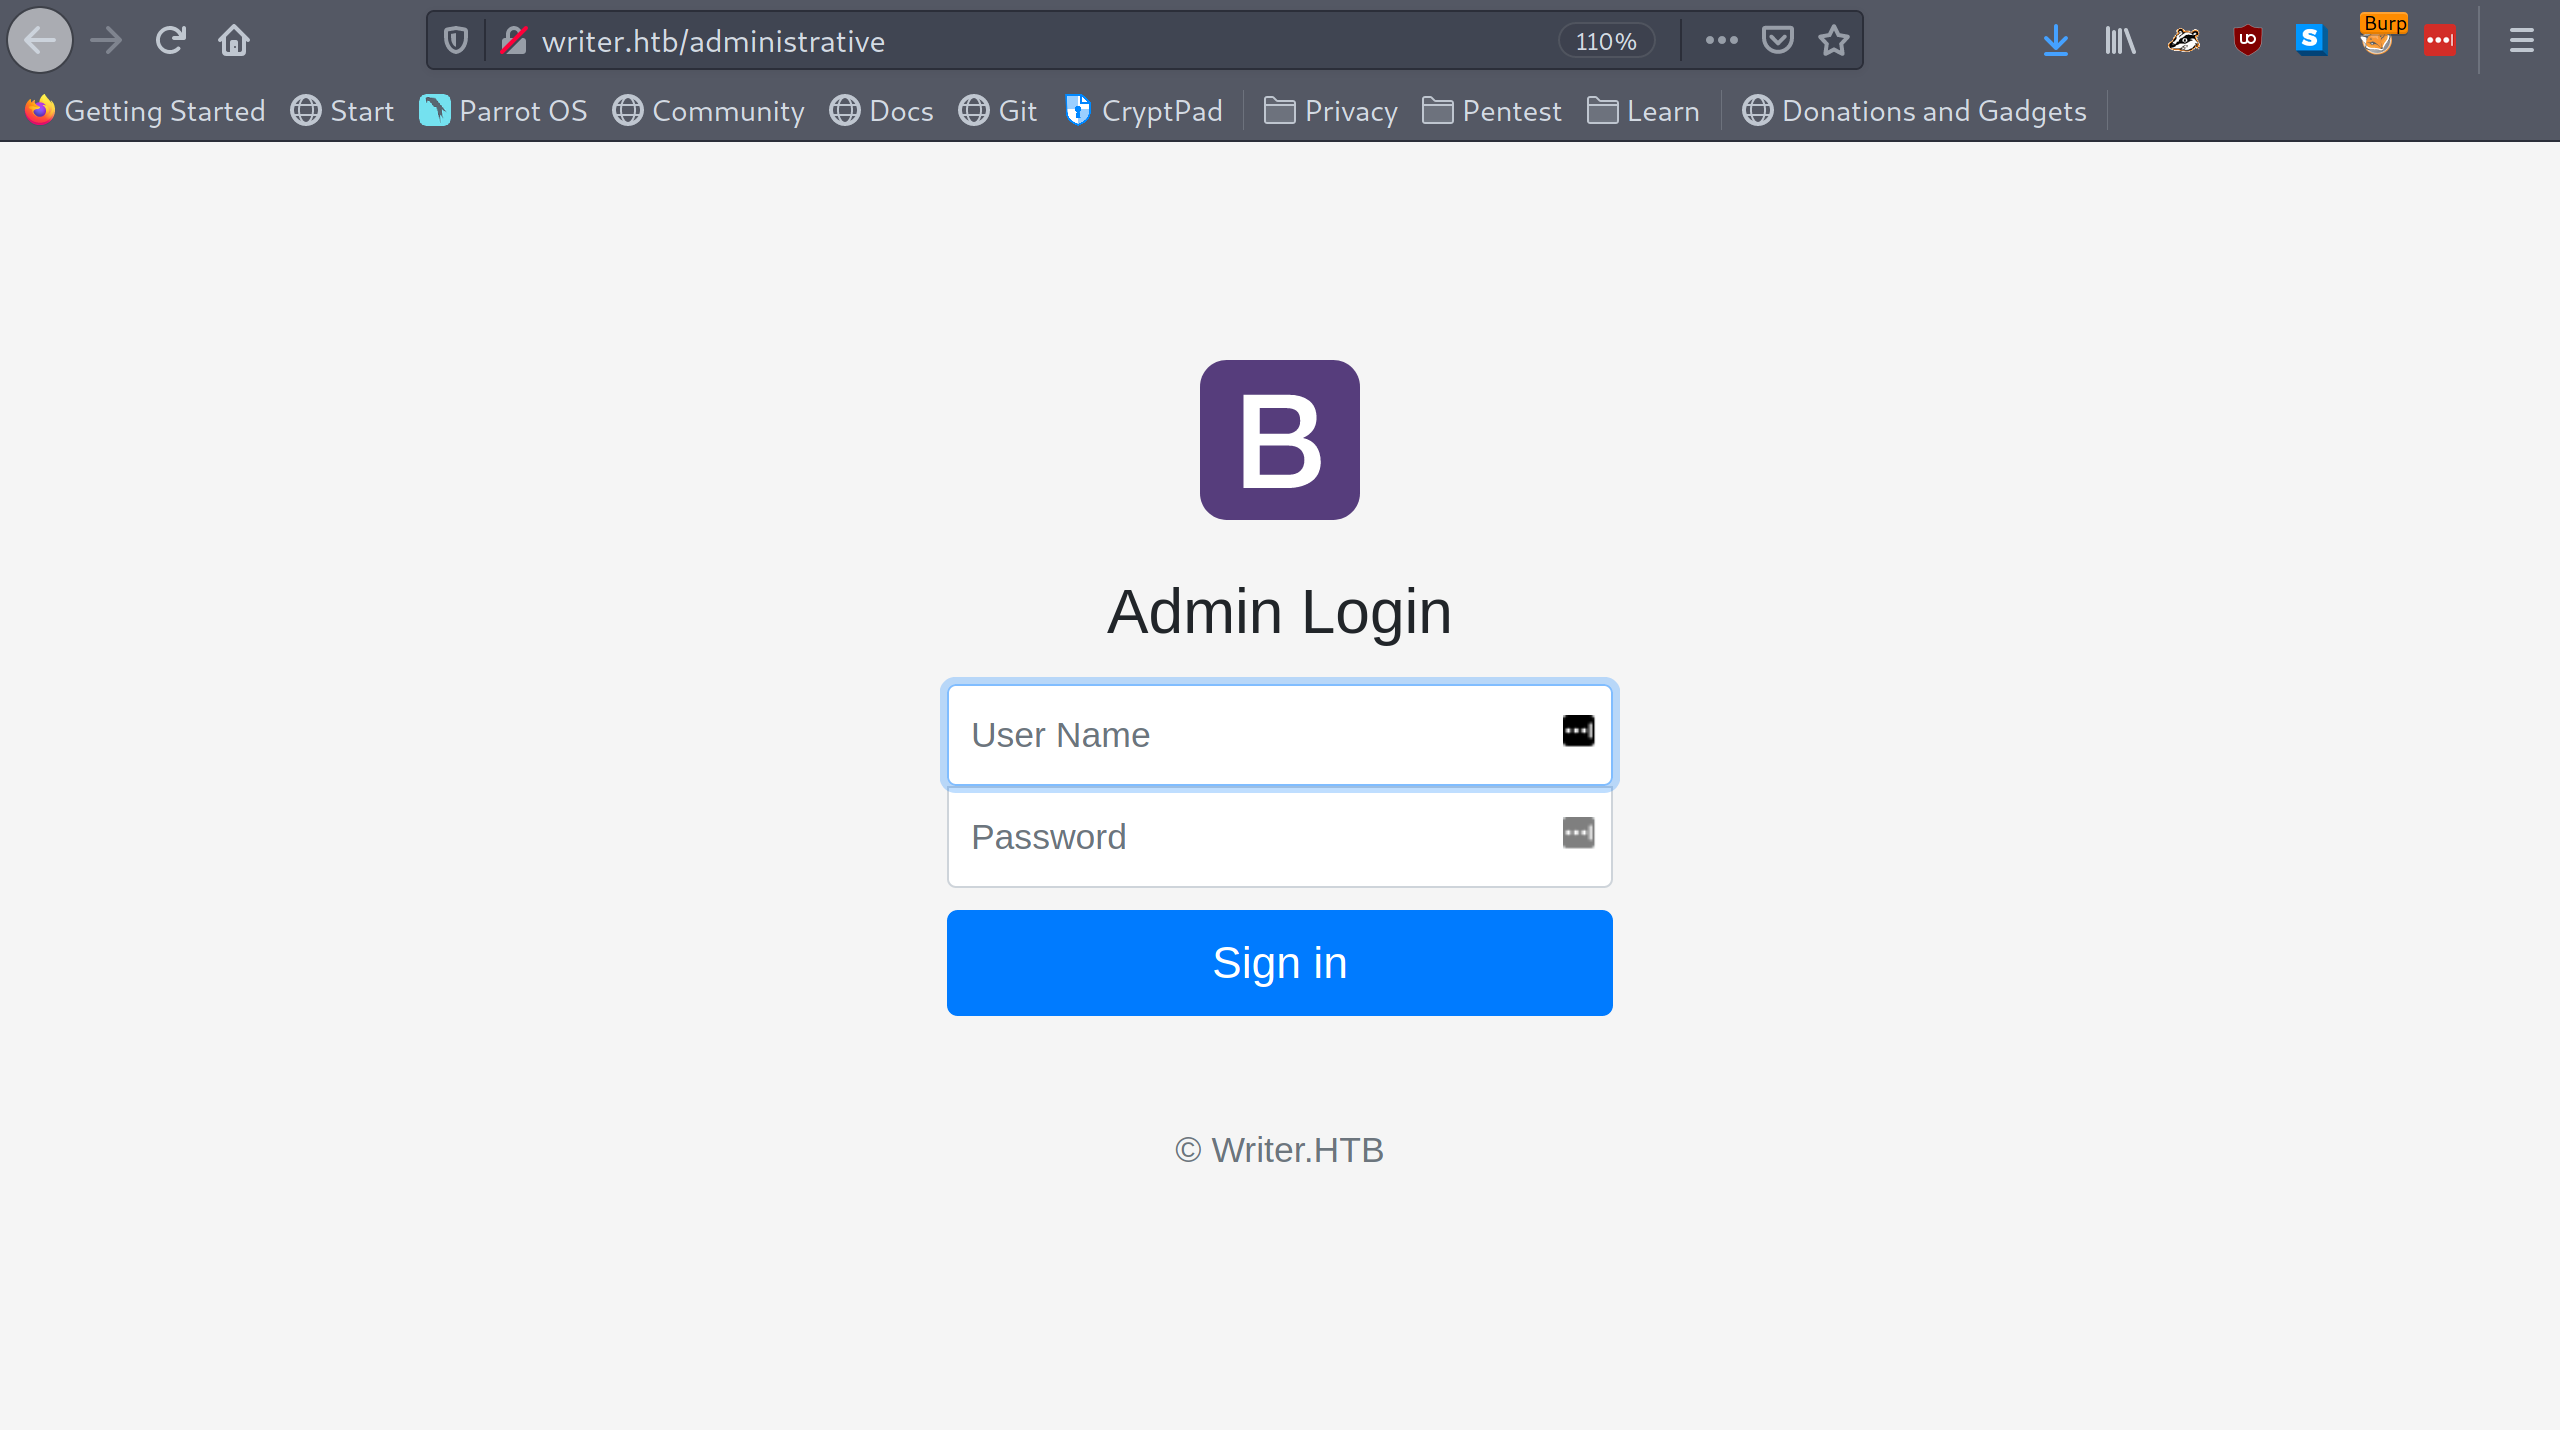 writer.htb/administrative 110% Burp
Getting Started Start Parrot OS Community Docs Git CryptPad Privacy Pentest Learn Donations and Gadgets
B
Admin Login
User Name
Password
Sign in
© Writer.HTB